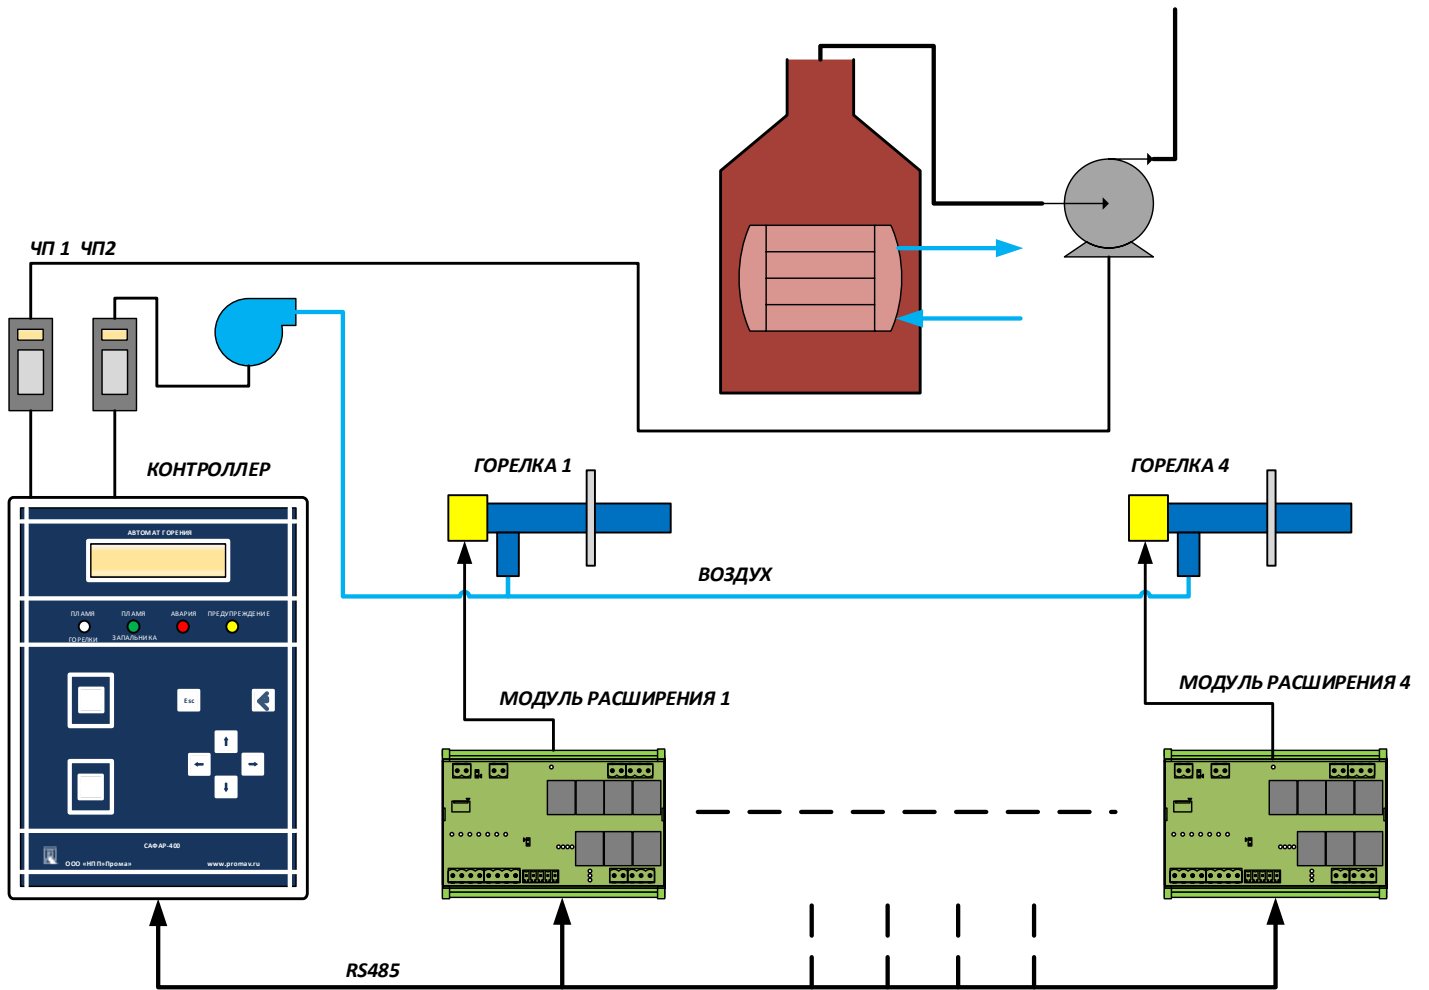 ЧП 1 ЧП2
КОНТРОЛЛЕР
ГОРЕЛКА 1
ГОРЕЛКА 4
АВТОМАТ ГОРЕНИЯ
ВОЗДУХ
ПЛАМЯ ГОРЕЛКИ
ПЛАМЯ ЗАПАЛЬНИКА
АВАРИЯ
ПРЕДУПРЕЖДЕНИЕ
Esc
МОДУЛЬ РАСШИРЕНИЯ 1
МОДУЛЬ РАСШИРЕНИЯ 4
САФАР-400
ООО «НПП»Прома»
www.promav.ru
RS485